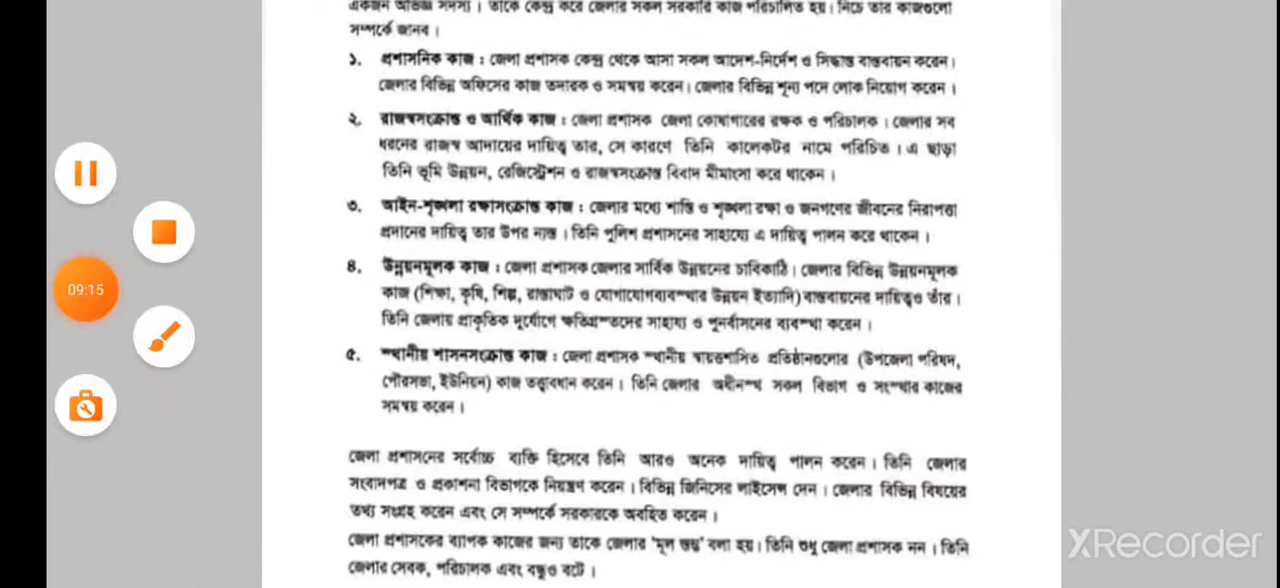 একজন অভিজ্ঞ সদস্য। তাকে কেন্দ্র করে জেলার সকল সরকারি কাজ পরিচালিত হয়। নিচে তার কাজগুলো
সম্পর্কে জানব।
১. প্রশাসনিক কাজ : জেলা প্রশাসক কেন্দ্র থেকে আসা সকল আদেশ-নির্দেশ ও সিদ্ধান্ত বাস্তবায়ন করেন।
জেলার বিভিন্ন অফিসের কাজ তদারক ও সমন্বয় করেন। জেলার বিভিন্ন শূন্য পদে লোক নিয়োগ করেন।
২. রাজস্বসংক্রান্ত ও আর্থিক কাজ : জেলা প্রশাসক জেলা কোষাগারের রক্ষক ও পরিচালক। জেলার সব
ধরনের রাজস্ব আদায়ের দায়িত্ব তার, সে কারণে তিনি কালেকটর নামে পরিচিত। এ ছাড়া
তিনি ভূমি উন্নয়ন, রেজিস্ট্রেশন ও রাজস্বসংক্রান্ত বিবাদ মীমাংসা করে থাকেন।
৩. আইন-শৃঙ্খলা রক্ষাসংক্রান্ত কাজ : জেলার মধ্যে শান্তি ও শৃঙ্খলা রক্ষা ও জনগণের জীবনের নিরাপত্তা
প্রদানের দায়িত্ব তার উপর ন্যস্ত। তিনি পুলিশ প্রশাসনের সাহায্যে এ দায়িত্ব পালন করে থাকেন।
৪. উন্নয়নমূলক কাজ : জেলা প্রশাসক জেলার সার্বিক উন্নয়নের চাবিকাঠি। জেলার বিভিন্ন উন্নয়নমূলক
কাজ (শিক্ষা, কৃষি, শিল্প, রাস্তাঘাট ও যোগাযোগব্যবস্থার উন্নয়ন ইত্যাদি) বাস্তবায়নের দায়িত্বও তাঁর।
তিনি জেলায় প্রাকৃতিক দুর্যোগে ক্ষতিগ্রস্তদের সাহায্য ও পুনর্বাসনের ব্যবস্থা করেন।
৫. স্থানীয় শাসনসংক্রান্ত কাজ : জেলা প্রশাসক স্থানীয় স্বায়ত্তশাসিত প্রতিষ্ঠানগুলোর (উপজেলা পরিষদ,
পৌরসভা, ইউনিয়ন) কাজ তত্ত্বাবধান করেন। তিনি জেলার অধীনস্থ সকল বিভাগ ও সংস্থার কাজের
সমন্বয় করেন।
জেলা প্রশাসনের সর্বোচ্চ ব্যক্তি হিসেবে তিনি আরও অনেক দায়িত্ব পালন করেন। তিনি জেলার
সংবাদপত্র ও প্রকাশনা বিভাগকে নিয়ন্ত্রণ করেন। বিভিন্ন জিনিসের লাইসেন্স দেন। জেলার বিভিন্ন বিষয়ের
তথ্য সংগ্রহ করেন এবং সে সম্পর্কে সরকারকে অবহিত করেন।
জেলা প্রশাসকের ব্যাপক কাজের জন্য তাকে জেলার 'মূল স্তম্ভ' বলা হয়। তিনি শুধু জেলা প্রশাসক নন। তিনি
জেলার সেবক, পরিচালক এবং বন্ধুও বটে।
09:15
XRecorder